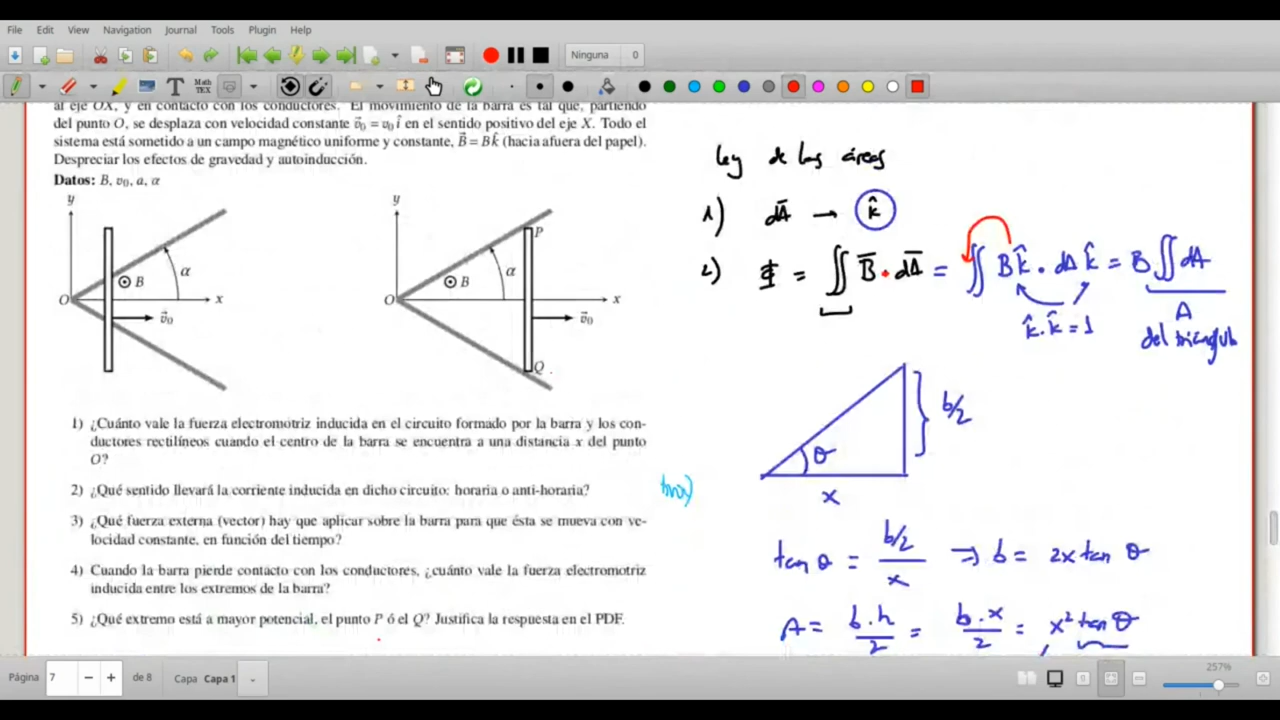 File Edit View Navigation Journal Tools Plugin Help
Ninguna 0
T Math LaTeX
al eje OX, y en contacto con los conductores. El movimiento de la barra es tal que, partiendo
del punto O, se desplaza con velocidad constante v⃗₀ = v₀ î en el sentido positivo del eje X. Todo el
sistema está sometido a un campo magnético uniforme y constante, B⃗ = Bk̂ (hacia afuera del papel).
Despreciar los efectos de gravedad y autoinducción.
Datos: B, v₀, a, α
y
B
α
O
x
v⃗₀
y
P
B
α
O
x
v⃗₀
Q
1) ¿Cuánto vale la fuerza electromotriz inducida en el circuito formado por la barra y los con-
ductores rectilíneos cuando el centro de la barra se encuentra a una distancia x del punto
O?
2) ¿Qué sentido llevará la corriente inducida en dicho circuito: horaria o anti-horaria?
3) ¿Qué fuerza externa (vector) hay que aplicar sobre la barra para que ésta se mueva con ve-
locidad constante, en función del tiempo?
4) Cuando la barra pierde contacto con los conductores, ¿cuánto vale la fuerza electromotriz
inducida entre los extremos de la barra?
5) ¿Qué extremo está a mayor potencial, el punto P ó el Q? Justifica la respuesta en el PDF.
ley de las áreas
1) dA̅ → k̂
2) Φ = ∬ B̅ • dA̅ = ∬ Bk̂ • dA k̂ = B ∬ dA
k̂ . k̂ = 1
A
del triangulo
b/2
θ
x
tan θ = (b/2)/x ⇒ b = 2x tan θ
A = b.h/2 = b.x/2 = x² tan θ
Página 7 de 8 Capa Capa 1
257%